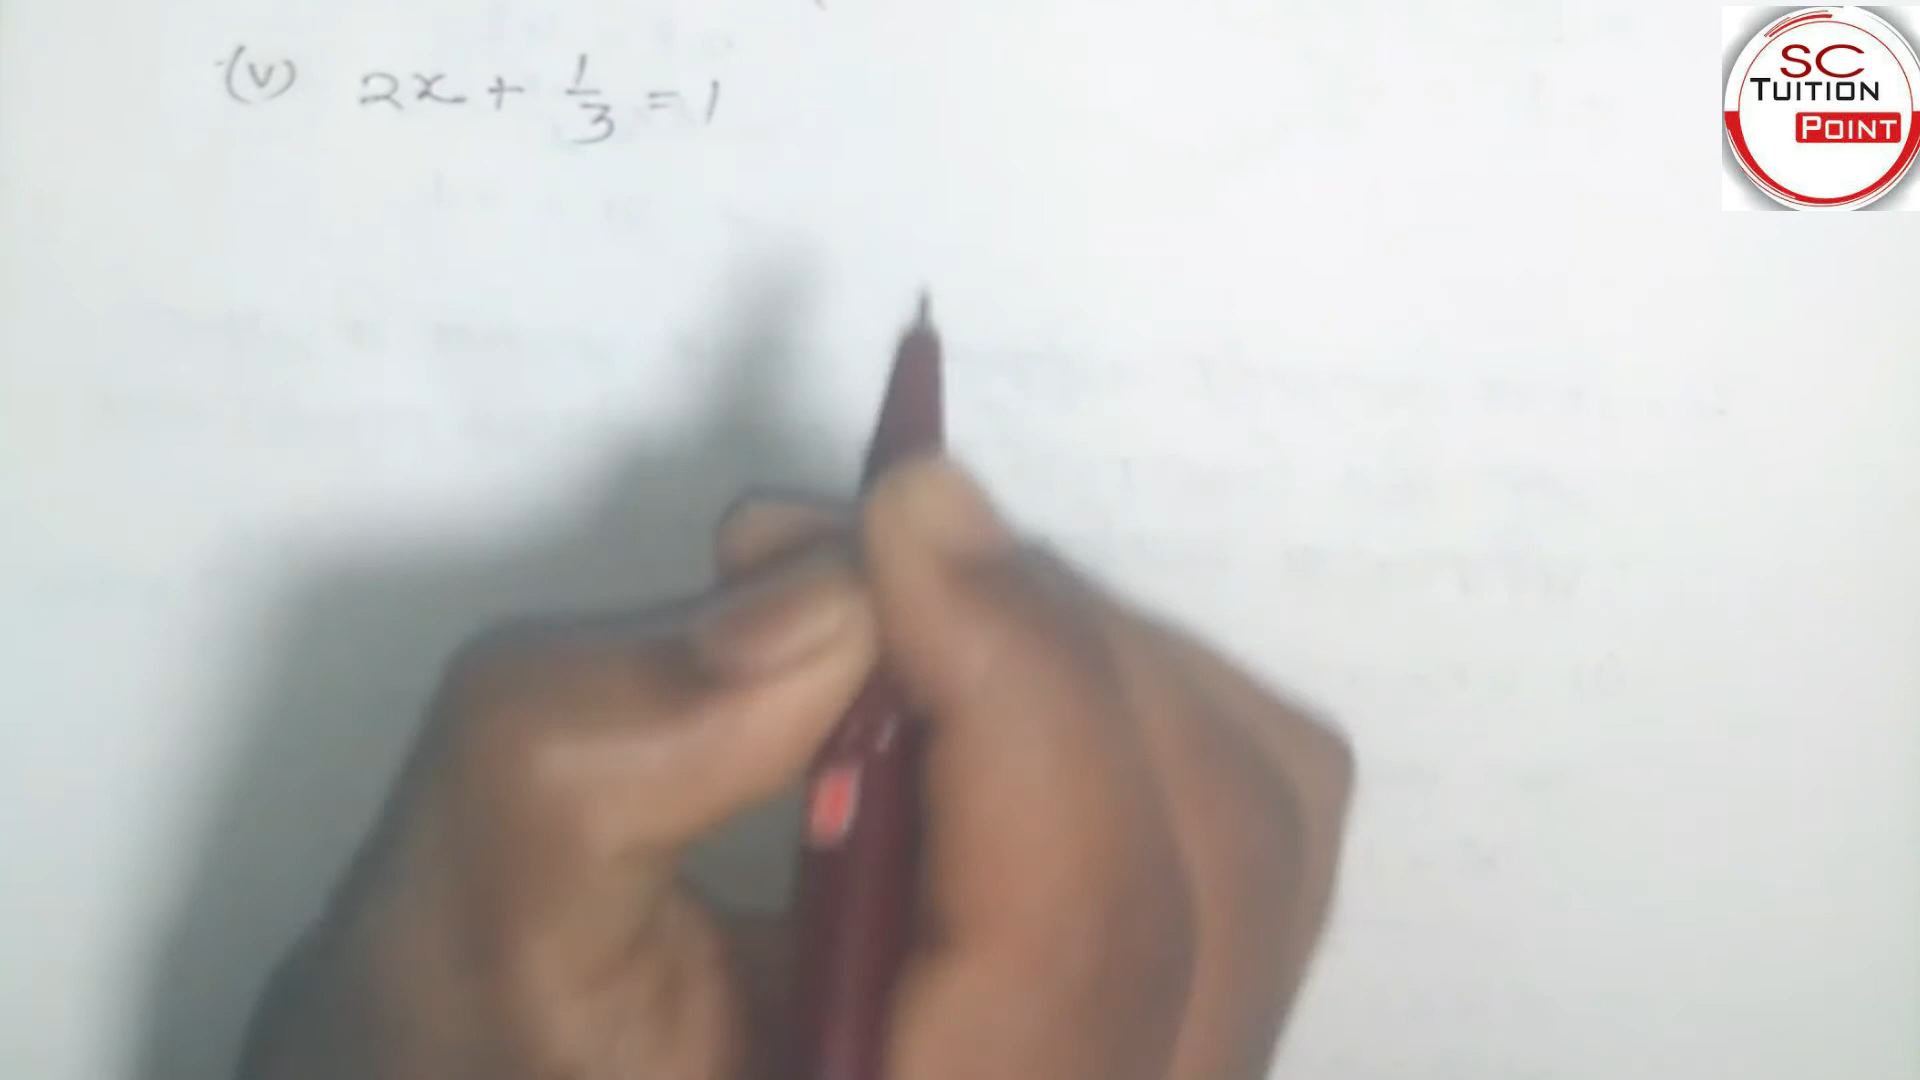 (v) 2x + 1/3 = 1
SC
TUITION
POINT